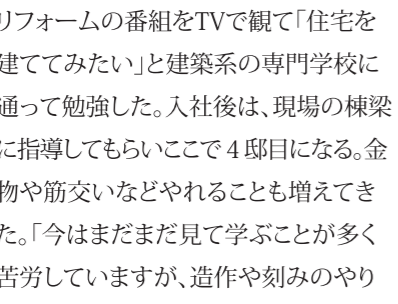 リフォームの番組をTVで観て「住宅を
建ててみたい」と建築系の専門学校に
通って勉強した。入社後は、現場の棟梁
に指導してもらいここで4邸目になる。金
物や筋交いなどやれることも増えてき
た。「今はまだまだ見て学ぶことが多く
苦労していますが、造作や刻みのやり